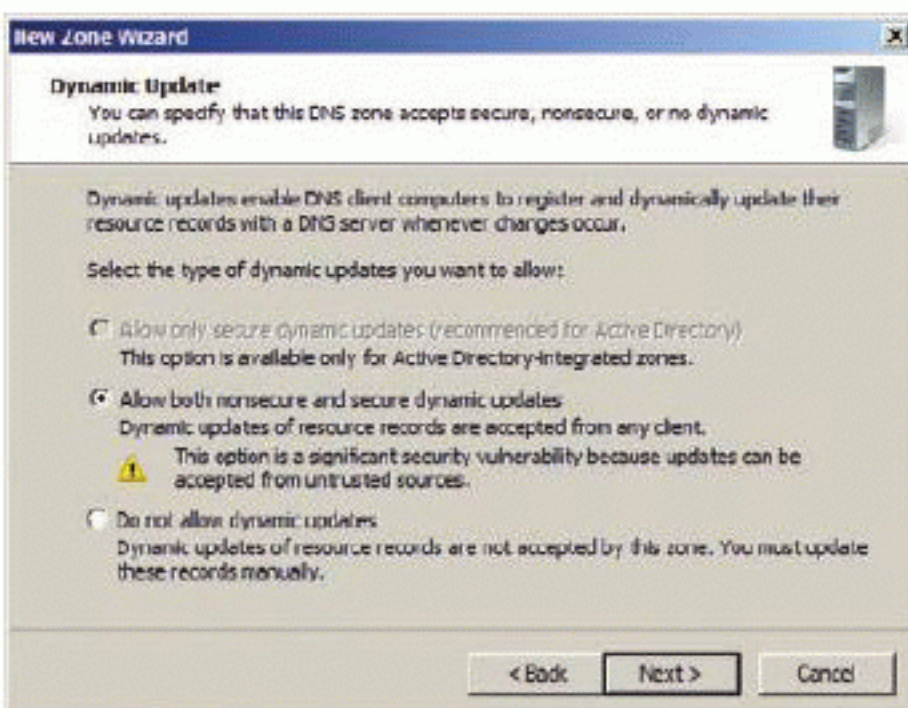 New Zone Wizard
Dynamic Update
You can specify that this DNS zone accepts secure, nonsecure, or no dynamic
updates.
Dynamic updates enable DNS client computers to register and dynamically update their
resource records with a DNS server whenever changes occur.
Select the type of dynamic updates you want to allow:
Allow only secure dynamic updates (recommended for Active Directory)
This option is available only for Active Directory-integrated zones.
Allow both nonsecure and secure dynamic updates
Dynamic updates of resource records are accepted from any client.
This option is a significant security vulnerability because updates can be
accepted from untrusted sources.
Do not allow dynamic updates
Dynamic updates of resource records are not accepted by this zone. You must update
these records manually.
< Back Next > Cancel